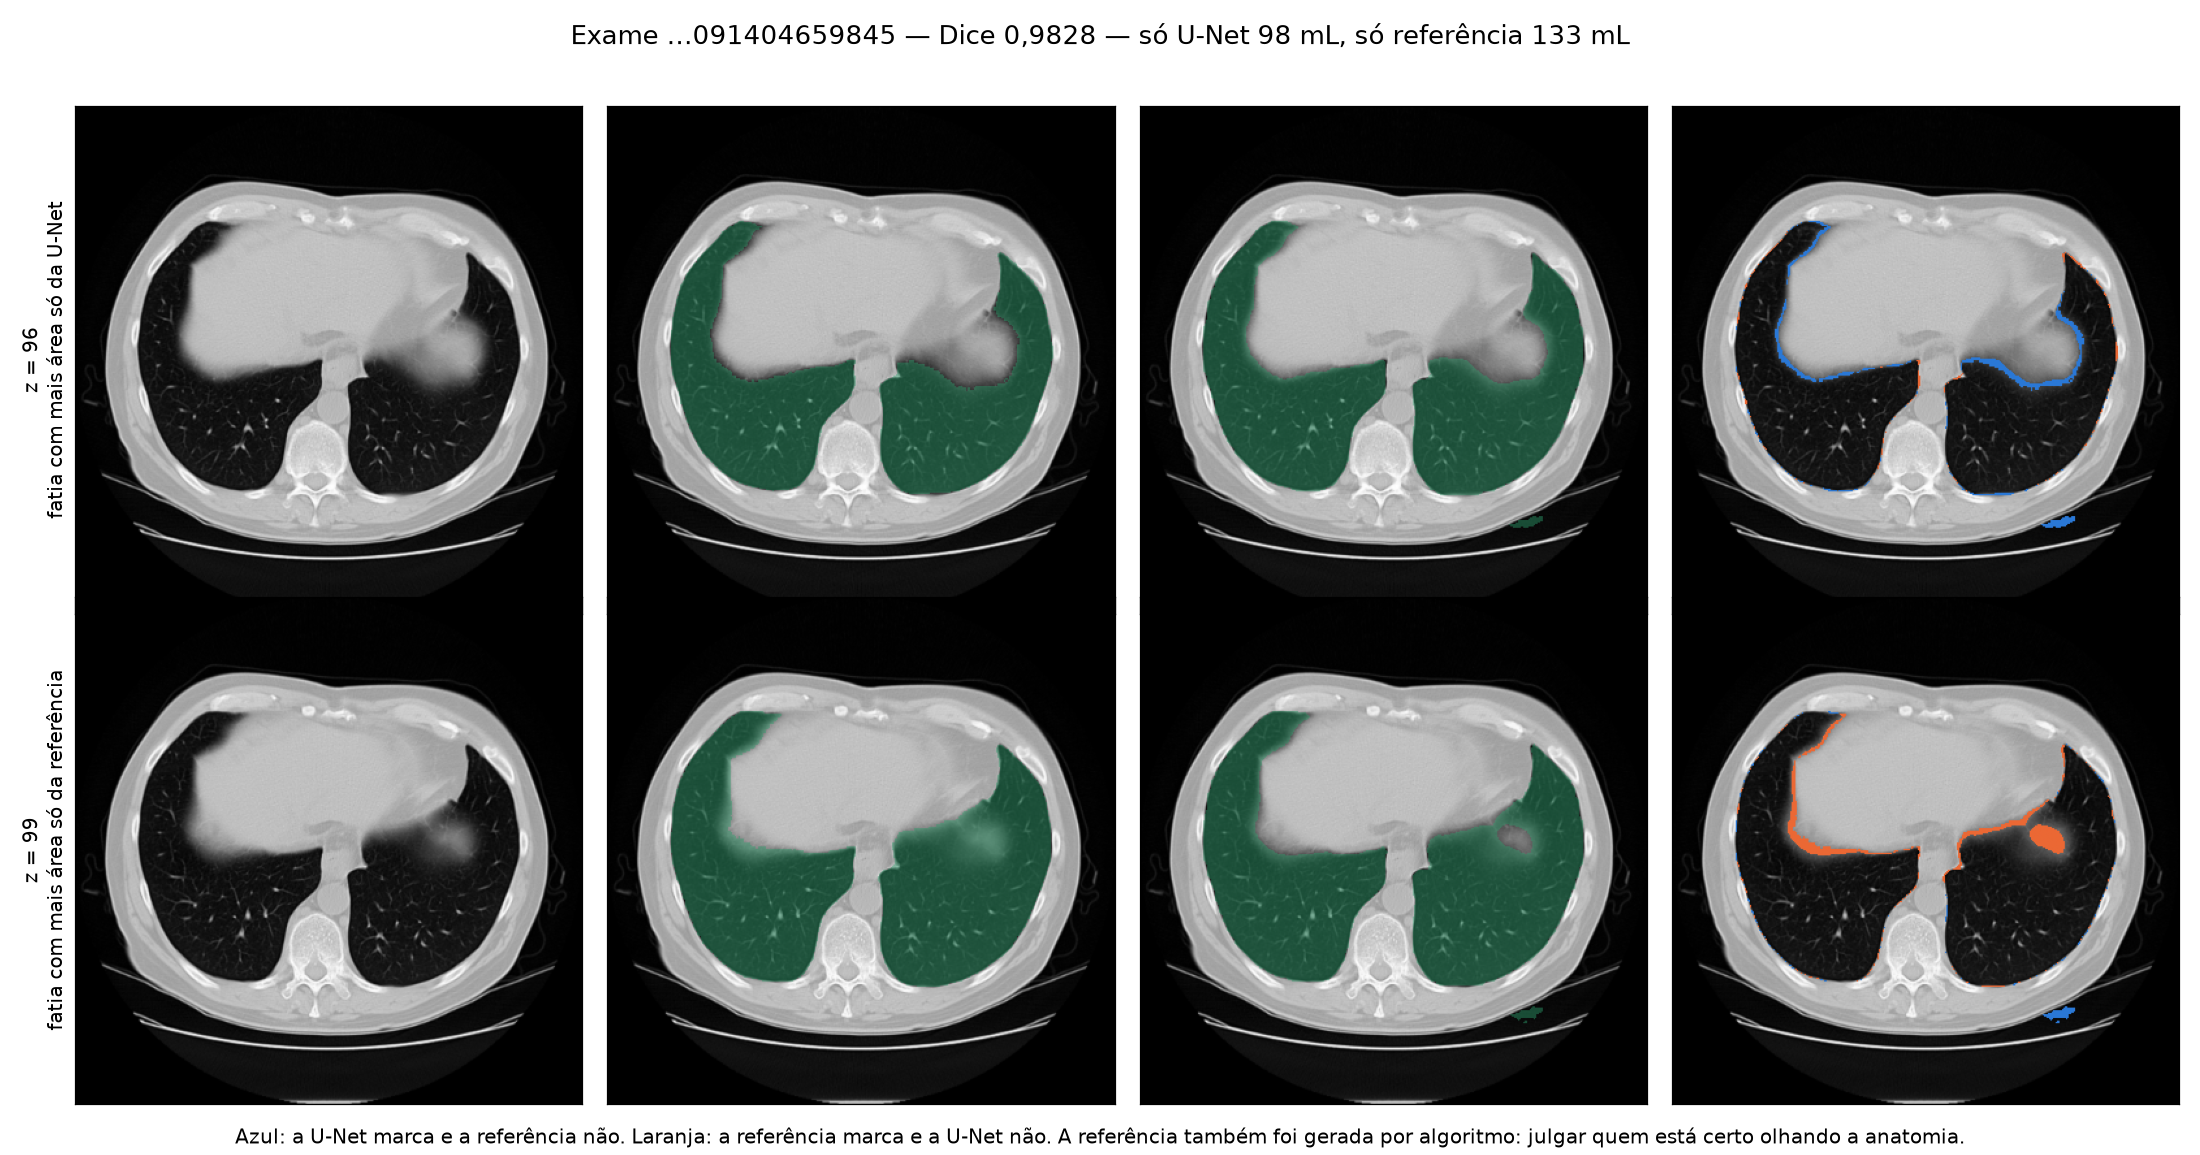 Exame ...091404659845 — Dice 0,9828 — só U-Net 98 mL, só referência 133 mL
z = 96
fatia com mais área só da U-Net
z = 99
fatia com mais área só da referência
Azul: a U-Net marca e a referência não. Laranja: a referência marca e a U-Net não. A referência também foi gerada por algoritmo: julgar quem está certo olhando a anatomia.